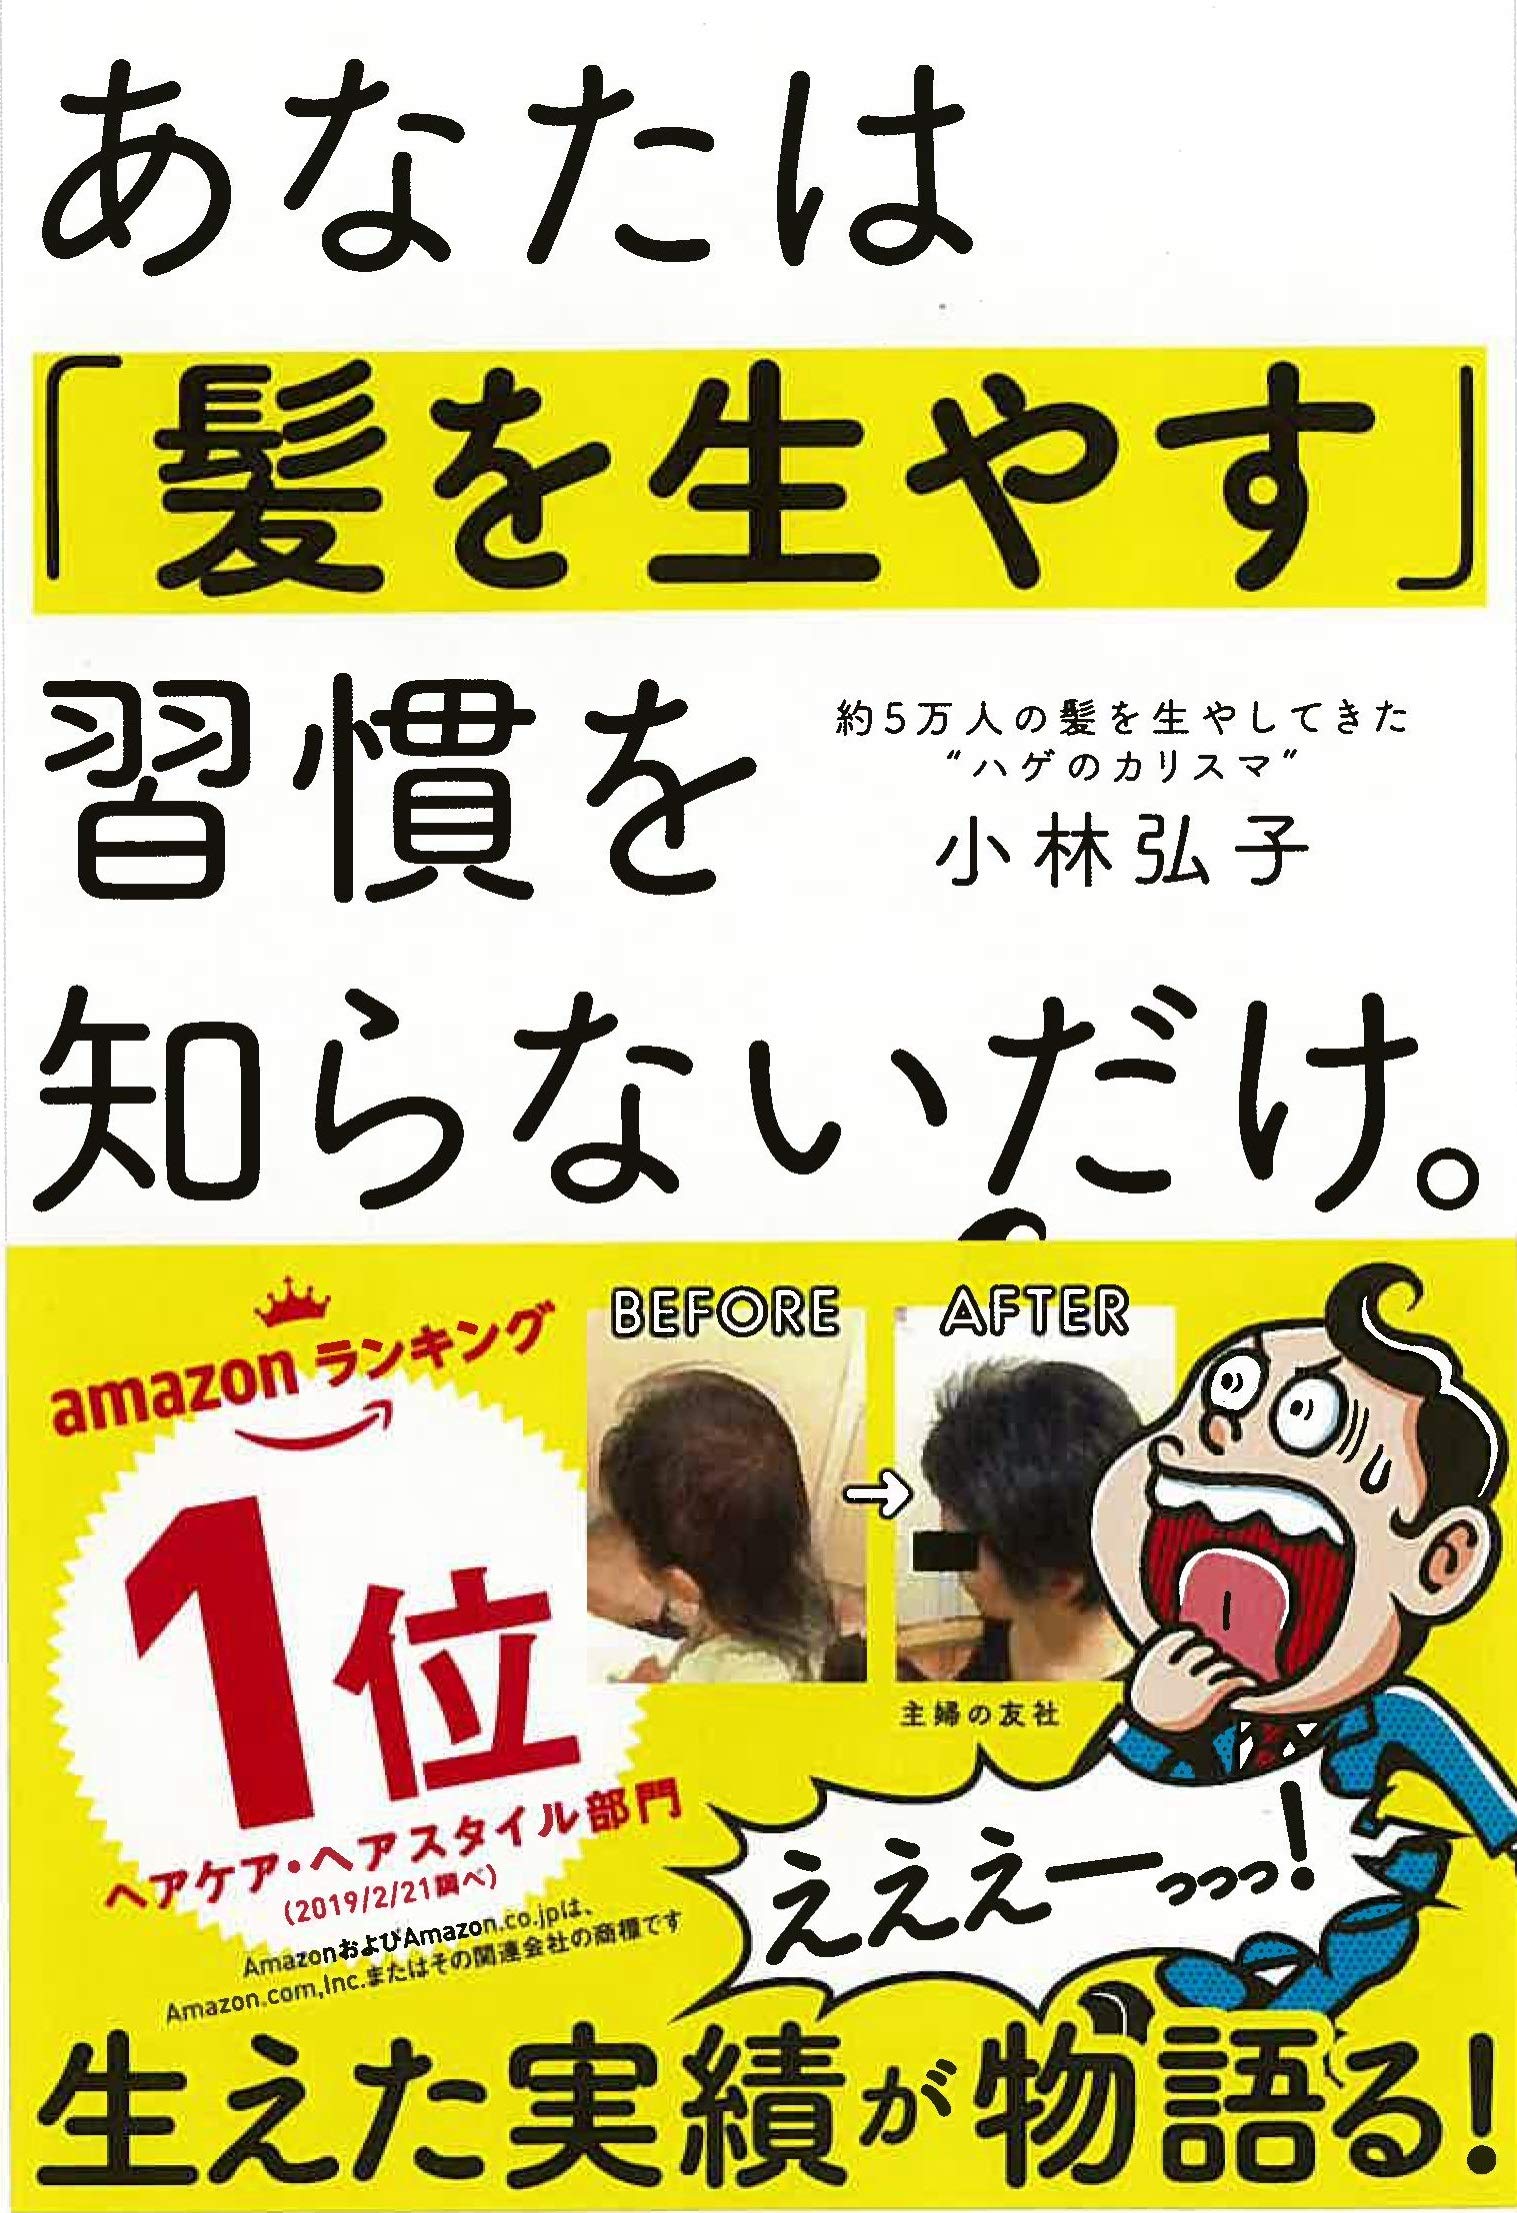 あなたは
「髪を生やす」
習慣を
約5万人の髪を生やしてきた
“ハゲのカリスマ”
小林弘子
知らないだけ。
amazonランキング
1位
ヘアケア・ヘアスタイル部門
(2019/2/21調べ)
AmazonおよびAmazon.co.jpは、
Amazon.com,Inc.またはその関連会社の商標です
BEFORE
AFTER
主婦の友社
えええーっっっ!
生えた実績が物語る!